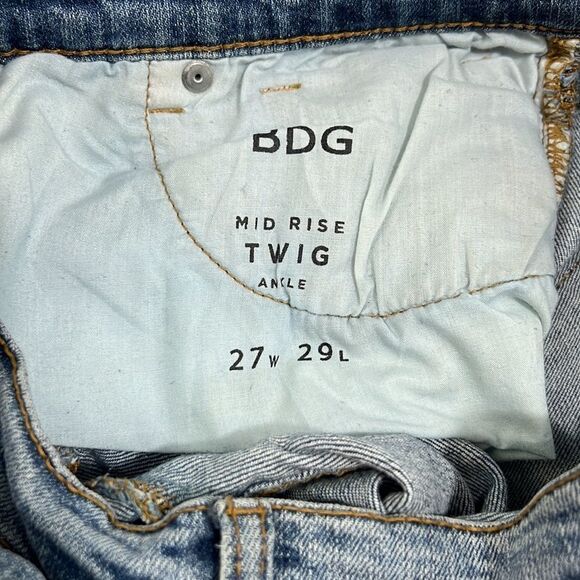 BDG
MID RISE
TWIG
ANKLE
27W 29L